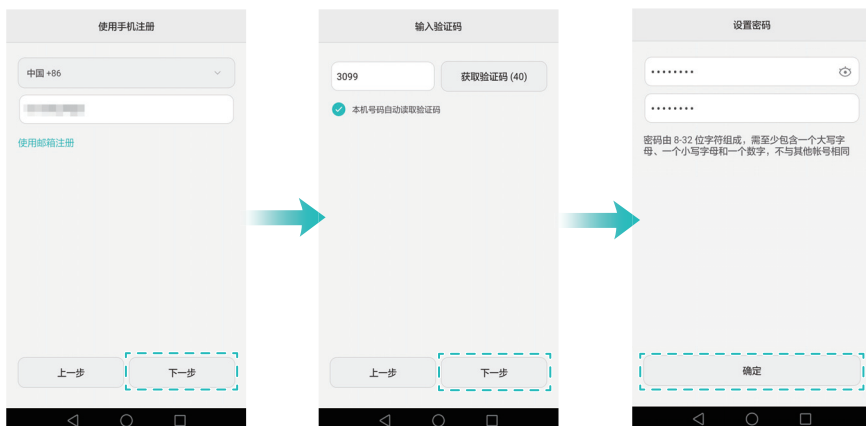 使用手机注册
中国 +86
使用邮箱注册
上一步
下一步
输入验证码
3099
获取验证码 (40)
本机号码自动读取验证码
上一步
下一步
设置密码
••••••••
••••••••
密码由 8-32 位字符组成，需至少包含一个大写字
母、一个小写字母和一个数字，不与其他帐号相同
确定